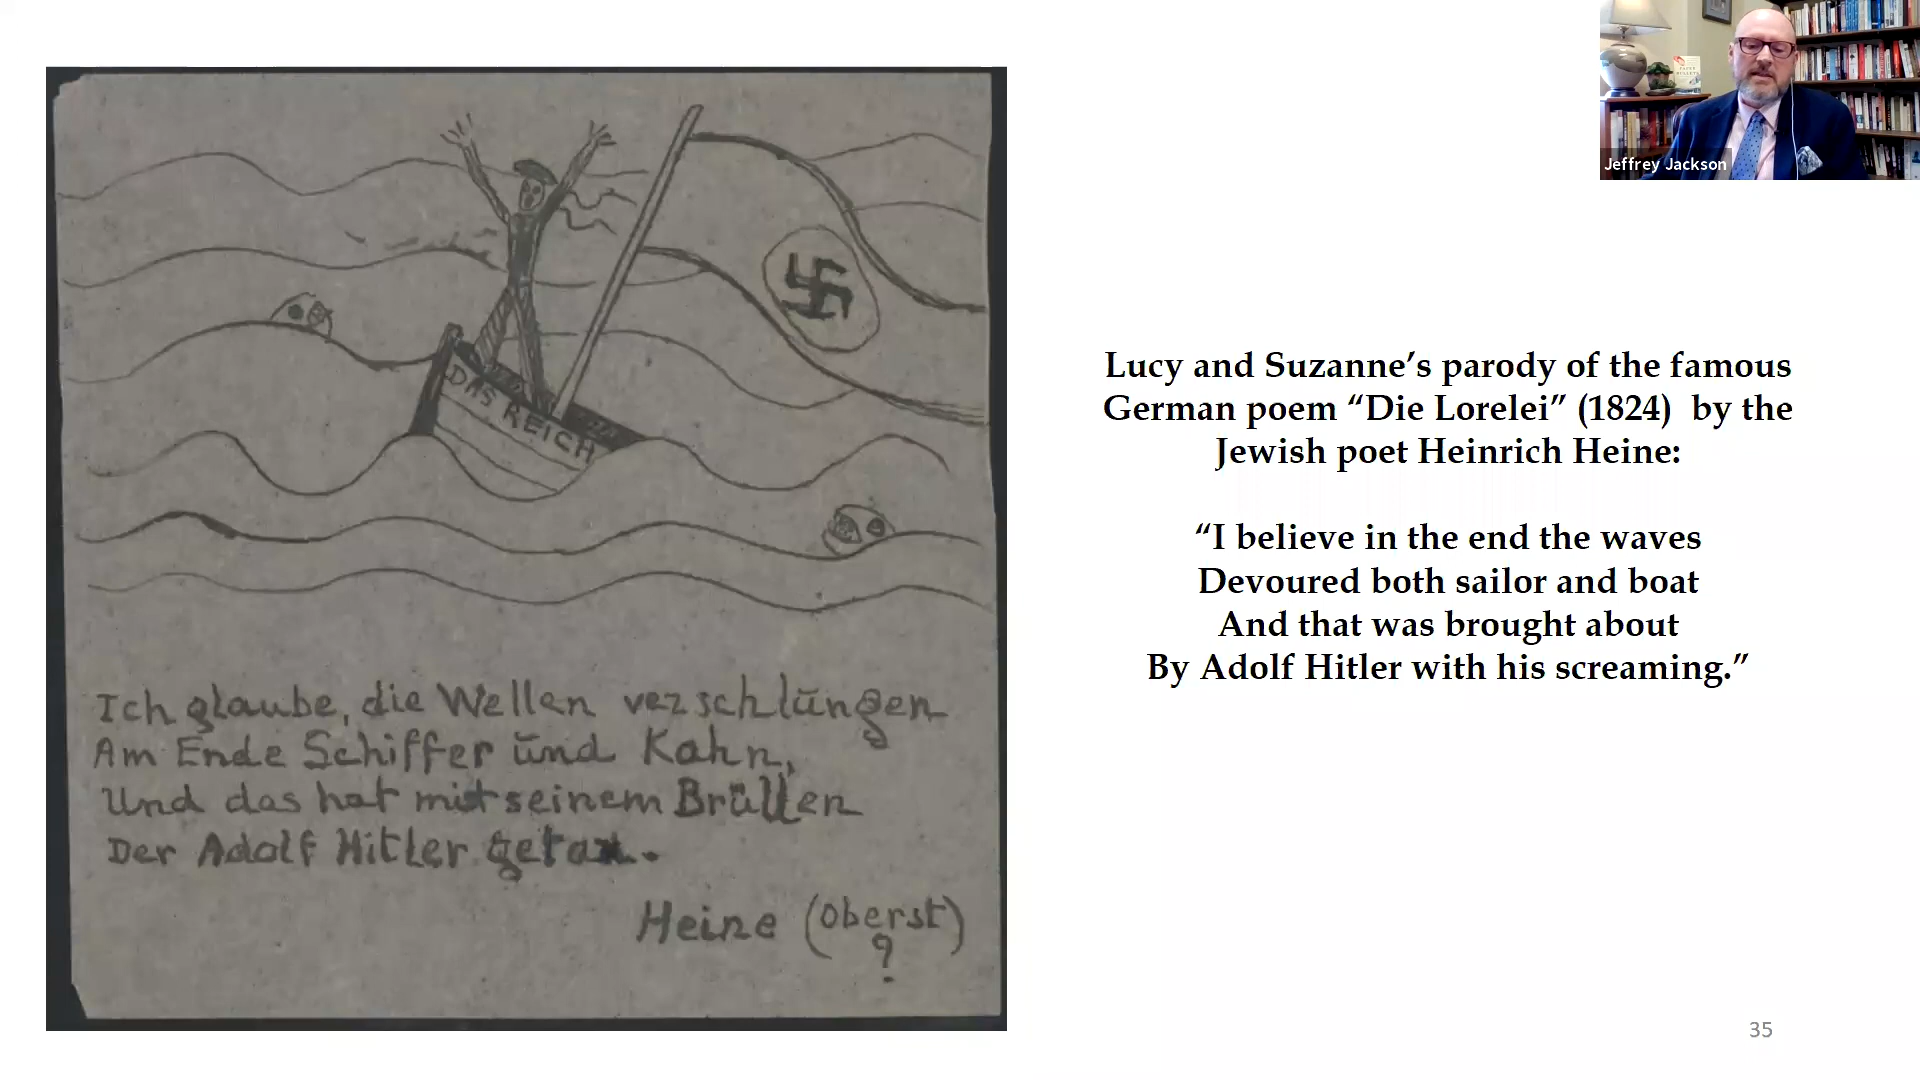 DAS REICH
Ich glaube, die Wellen verschlŭngen
Am Ende Schiffer ŭnd Kahn,
Und das hat mit seinem Brüllen
Der Adolf Hitler getan.
Heine (Oberst)
?
Lucy and Suzanne’s parody of the famous
German poem “Die Lorelei” (1824) by the
Jewish poet Heinrich Heine:
“I believe in the end the waves
Devoured both sailor and boat
And that was brought about
By Adolf Hitler with his screaming.”
Jeffrey Jackson
35